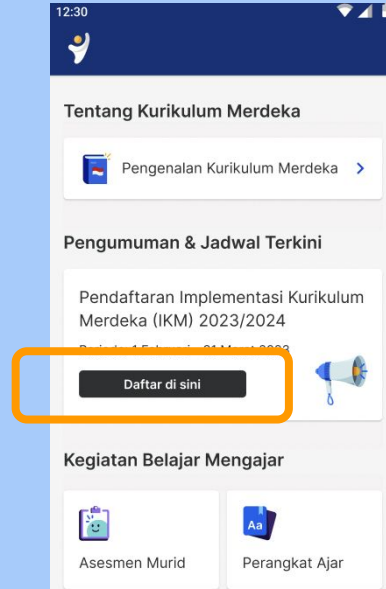 12:30
Tentang Kurikulum Merdeka
Pengenalan Kurikulum Merdeka
Pengumuman & Jadwal Terkini
Pendaftaran Implementasi Kurikulum
Merdeka (IKM) 2023/2024
Daftar di sini
Kegiatan Belajar Mengajar
Aa
Asesmen Murid
Perangkat Ajar